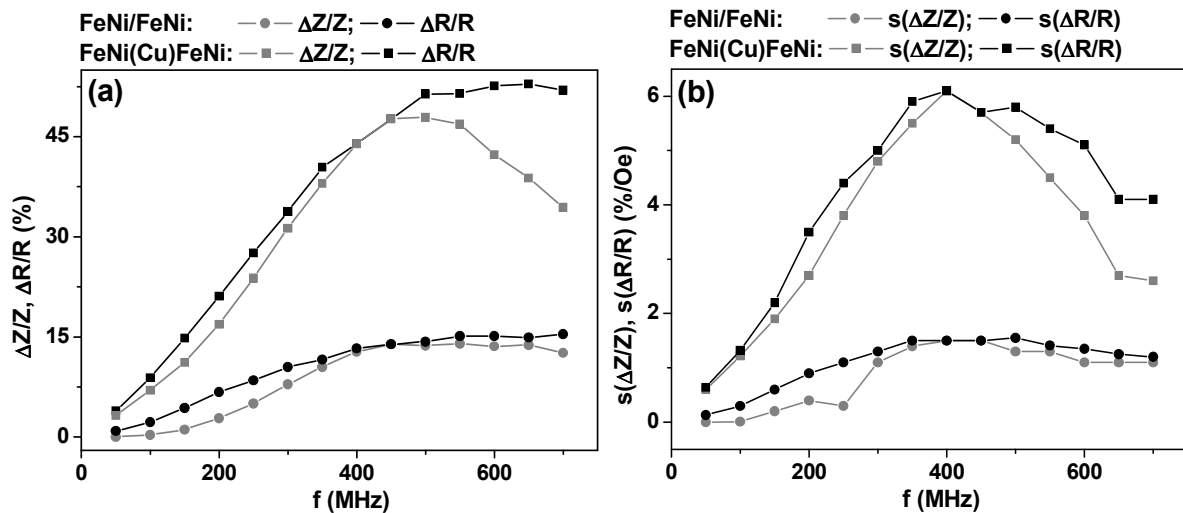 FeNi/FeNi: ΔZ/Z; ΔR/R
FeNi(Cu)FeNi: ΔZ/Z; ΔR/R
(a)
ΔZ/Z, ΔR/R (%)
45
30
15
0
0
200
400
600
f (MHz)
FeNi/FeNi: s(ΔZ/Z); s(ΔR/R)
FeNi(Cu)FeNi: s(ΔZ/Z); s(ΔR/R)
(b)
s(ΔZ/Z), s(ΔR/R) (%/Oe)
6
4
2
0
0
200
400
600
f (MHz)